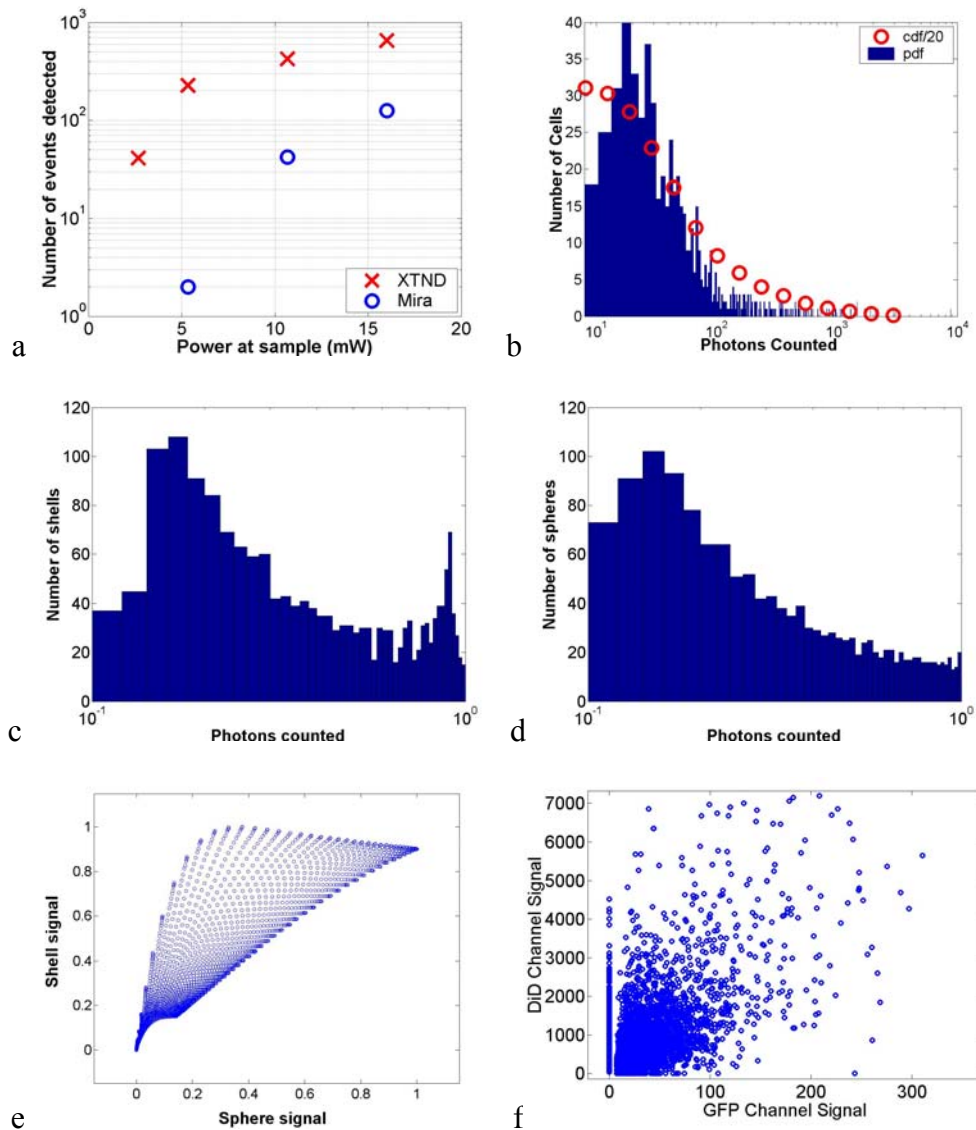 10³
10²
10¹
10⁰
0
5
10
15
20
Number of events detected
Power at sample (mW)
XTND
Mira
a
40
35
30
25
20
15
10
5
0
10¹
10²
10³
10⁴
Number of Cells
Photons Counted
cdf/20
pdf
b
120
100
80
60
40
20
0
10⁻¹
10⁰
Number of shells
Photons counted
c
120
100
80
60
40
20
0
10⁻¹
10⁰
Number of spheres
Photons counted
d
1
0.8
0.6
0.4
0.2
0
0
0.2
0.4
0.6
0.8
1
Shell signal
Sphere signal
e
7000
6000
5000
4000
3000
2000
1000
0
0
100
200
300
DiD Channel Signal
GFP Channel Signal
f